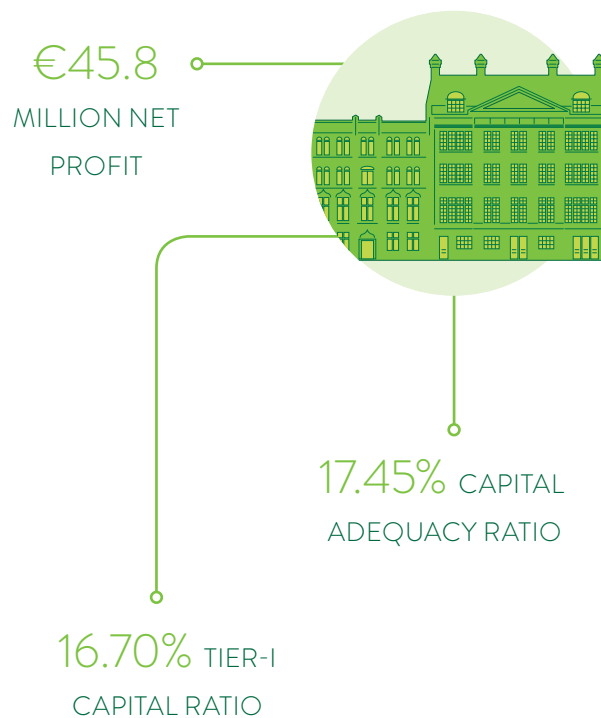 €45.8
MILLION NET
PROFIT
17.45% CAPITAL
ADEQUACY RATIO
16.70% TIER-I
CAPITAL RATIO